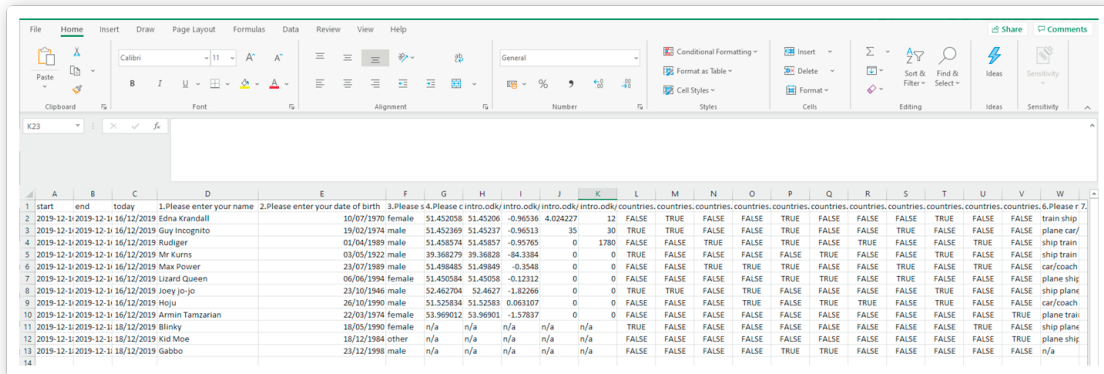 File Home Insert Draw Page Layout Formulas Data Review View Help Share Comments
Calibri 11 A A General Conditional Formatting Insert Σ
Paste Format as Table Delete Sort & Find & Ideas Sensitivity
B I U A % Cell Styles Format Filter Select
Clipboard Font Alignment Number Styles Cells Editing Ideas Sensitivity
K23 fx
A B C D E F G H I J K L M N O P Q R S T U V W
1 start end today 1.Please enter your name 2.Please enter your date of birth 3.Please s 4.Please c intro.odk/ intro.odk/ intro.odk/ intro.odk/ countries. countries. countries. countries. countries. countries. countries. countries. countries. countries. countries. 6.Please r 7.
2 2019-12-1 2019-12-1 16/12/2019 Edna Krandall 10/07/1970 female 51.452058 51.45206 -0.96536 4.024227 12 FALSE TRUE FALSE FALSE FALSE FALSE FALSE FALSE TRUE FALSE FALSE train ship
3 2019-12-1 2019-12-1 16/12/2019 Guy Incognito 19/02/1974 male 51.452369 51.45237 -0.96513 35 30 TRUE TRUE FALSE FALSE TRUE FALSE FALSE TRUE FALSE FALSE FALSE plane car/
4 2019-12-1 2019-12-1 16/12/2019 Rudiger 01/04/1989 male 51.458574 51.45857 -0.95765 0 1780 FALSE FALSE FALSE FALSE TRUE FALSE TRUE FALSE FALSE TRUE FALSE ship train
5 2019-12-1 2019-12-1 16/12/2019 Mr Kurns 03/05/1922 male 39.368279 39.36828 -84.3384 0 0 TRUE FALSE FALSE FALSE FALSE FALSE FALSE FALSE TRUE FALSE FALSE ship train
6 2019-12-1 2019-12-1 16/12/2019 Max Power 23/07/1989 male 51.498485 51.49849 -0.3548 0 0 FALSE FALSE TRUE TRUE TRUE FALSE FALSE TRUE FALSE FALSE FALSE car/coach
7 2019-12-1 2019-12-1 16/12/2019 Lizard Queen 06/06/1994 female 51.450584 51.45058 -0.12312 0 0 FALSE FALSE FALSE FALSE FALSE FALSE FALSE FALSE FALSE TRUE FALSE plane ship
8 2019-12-1 2019-12-1 16/12/2019 Joey jo-jo 23/10/1946 male 52.462704 52.4627 -1.82266 0 0 TRUE TRUE FALSE TRUE FALSE FALSE FALSE FALSE TRUE FALSE FALSE ship plane
9 2019-12-1 2019-12-1 16/12/2019 Hoju 26/10/1990 male 51.525834 51.52583 0.063107 0 0 FALSE FALSE FALSE TRUE FALSE TRUE TRUE FALSE TRUE FALSE FALSE car/coach
10 2019-12-1 2019-12-1 16/12/2019 Armin Tamzarian 22/03/1974 female 53.969012 53.96901 -1.57837 0 0 FALSE FALSE FALSE FALSE FALSE FALSE FALSE FALSE FALSE FALSE TRUE plane trai
11 2019-12-1 2019-12-1 18/12/2019 Blinky 18/05/1990 female n/a n/a n/a n/a n/a TRUE FALSE FALSE FALSE FALSE FALSE FALSE FALSE FALSE TRUE FALSE ship plane
12 2019-12-1 2019-12-1 18/12/2019 Kid Moe 18/12/1984 other n/a n/a n/a n/a n/a FALSE FALSE FALSE FALSE FALSE FALSE FALSE FALSE FALSE FALSE TRUE plane ship
13 2019-12-1 2019-12-1 18/12/2019 Gabbo 23/12/1998 male n/a n/a n/a n/a n/a FALSE FALSE FALSE FALSE TRUE TRUE FALSE FALSE FALSE FALSE FALSE n/a
14